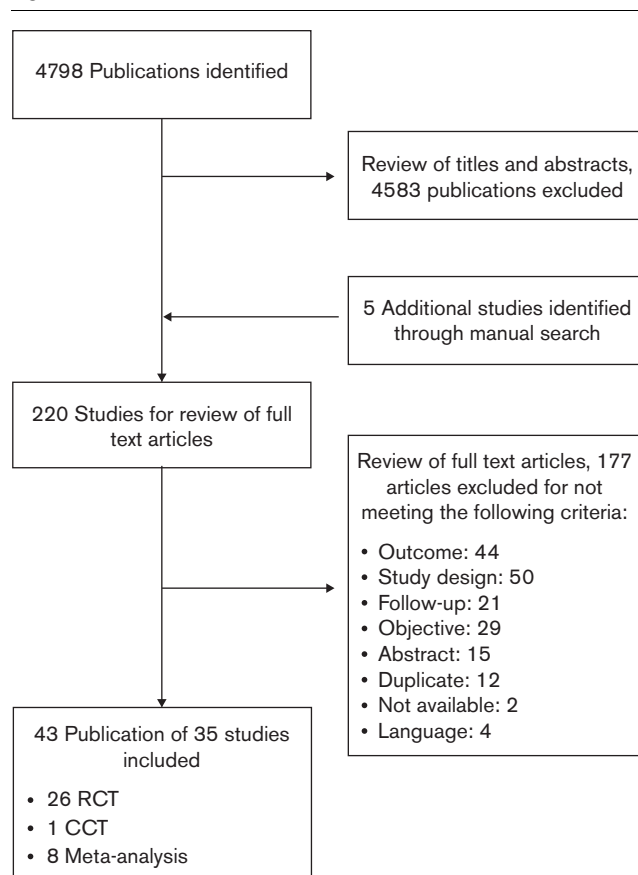 4798 Publications identified
Review of titles and abstracts,
4583 publications excluded
5 Additional studies identified
through manual search
220 Studies for review of full
text articles
Review of full text articles, 177
articles excluded for not
meeting the following criteria:
• Outcome: 44
• Study design: 50
• Follow-up: 21
• Objective: 29
• Abstract: 15
• Duplicate: 12
• Not available: 2
• Language: 4
43 Publication of 35 studies
included
• 26 RCT
• 1 CCT
• 8 Meta-analysis